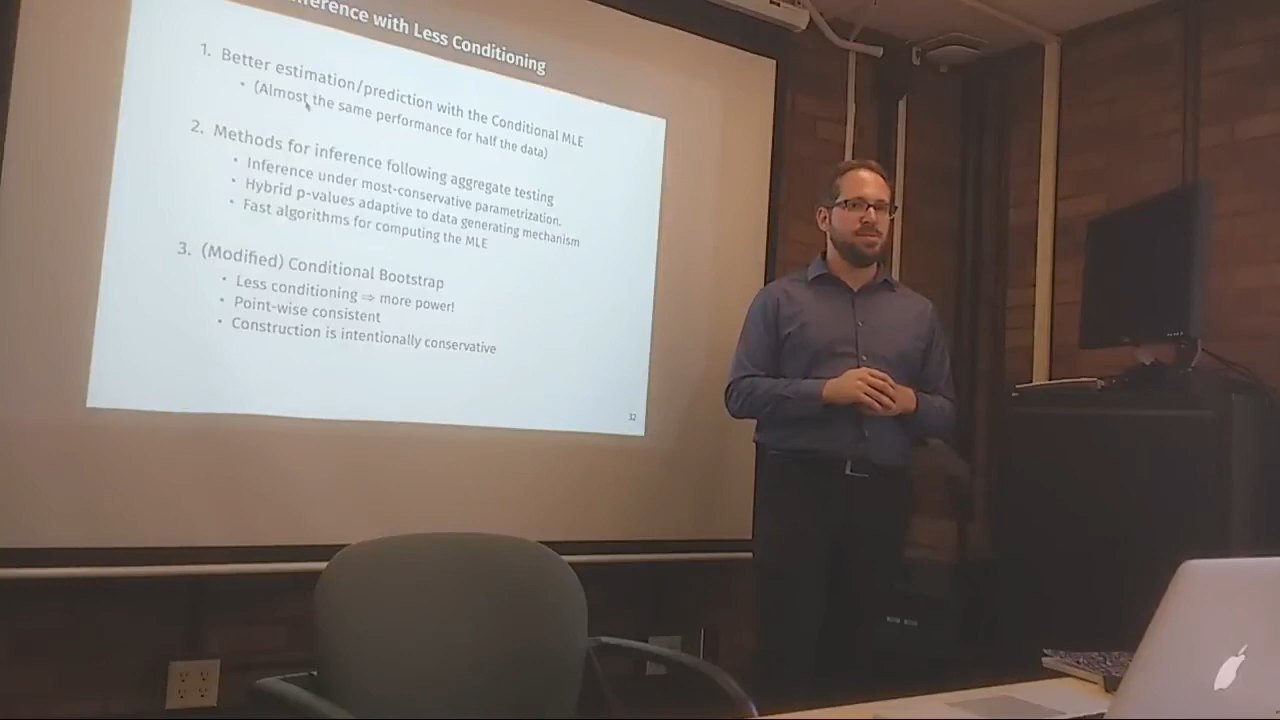 with Less Conditioning
1. Better estimation/prediction with the Conditional MLE
• (Almost the same performance for half the data)
2. Methods for inference following aggregate testing
• Inference under most-conservative parametrization.
• Hybrid p-values adaptive to data generating mechanism
• Fast algorithms for computing the MLE
3. (Modified) Conditional Bootstrap
• Less conditioning ⇒ more power!
• Point-wise consistent
• Construction is intentionally conservative
32